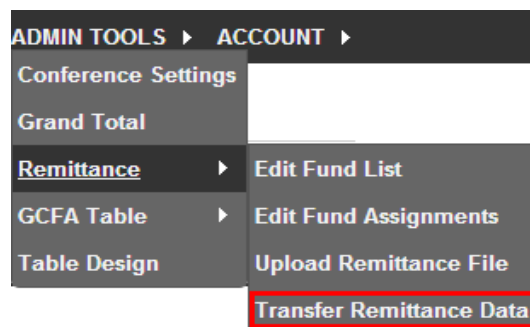 ADMIN TOOLS ACCOUNT
Conference Settings
Grand Total
Remittance
GCFA Table
Table Design
Edit Fund List
Edit Fund Assignments
Upload Remittance File
Transfer Remittance Data